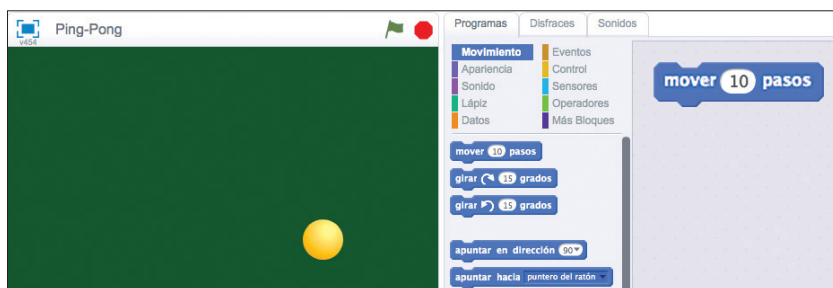 Ping-Pong
v454
Programas
Disfraces
Sonidos
Movimiento
Apariencia
Sonido
Lápiz
Datos
Eventos
Control
Sensores
Operadores
Más Bloques
mover 10 pasos
girar 15 grados
girar 15 grados
apuntar en dirección 90
apuntar hacia puntero del ratón
mover 10 pasos